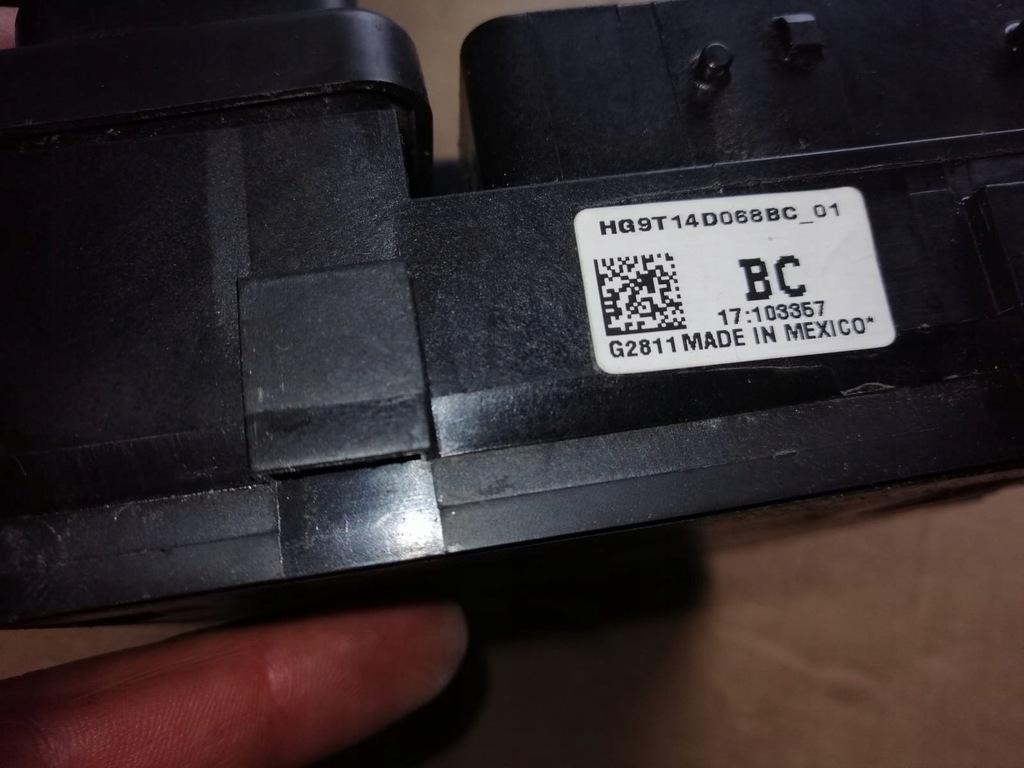 HG9T14D068BC_01
BC
17:103357
G2811 MADE IN MEXICO*